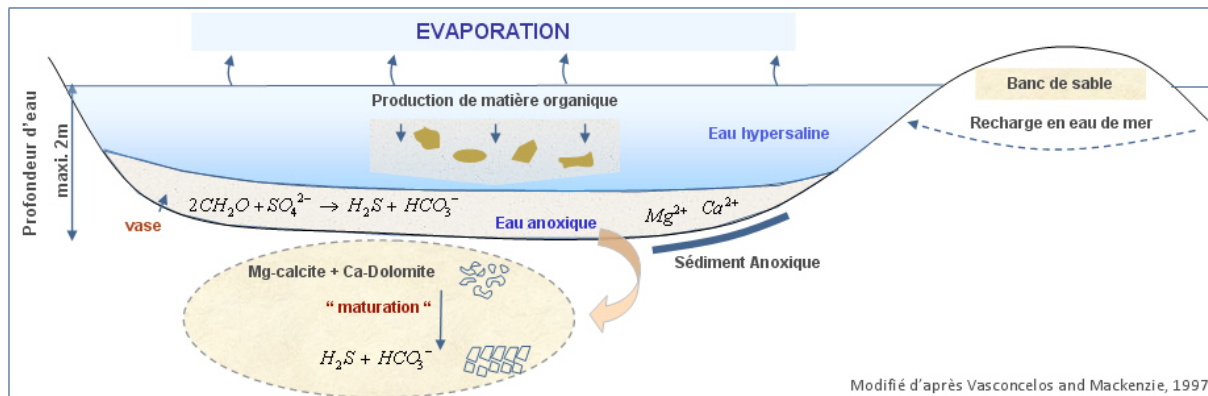 EVAPORATION
Profondeur d'eau
maxi. 2m
Production de matière organique
Eau hypersaline
Banc de sable
Recharge en eau de mer
vase
2CH₂O + SO₄²⁻ → H₂S + HCO₃⁻
Eau anoxique
Mg²⁺ Ca²⁺
Sédiment Anoxique
Mg-calcite + Ca-Dolomite
“ maturation “
H₂S + HCO₃⁻
Modifié d'après Vasconcelos and Mackenzie, 1997